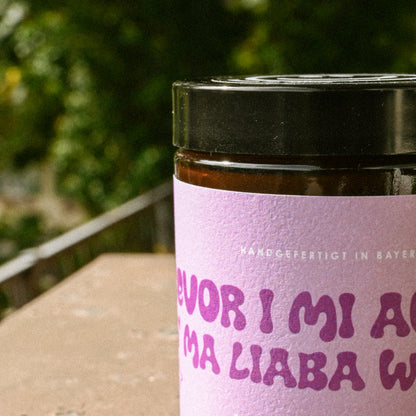 HANDGEFERTIGT IN BAYER
EVOR I MI A
MA LIABA W